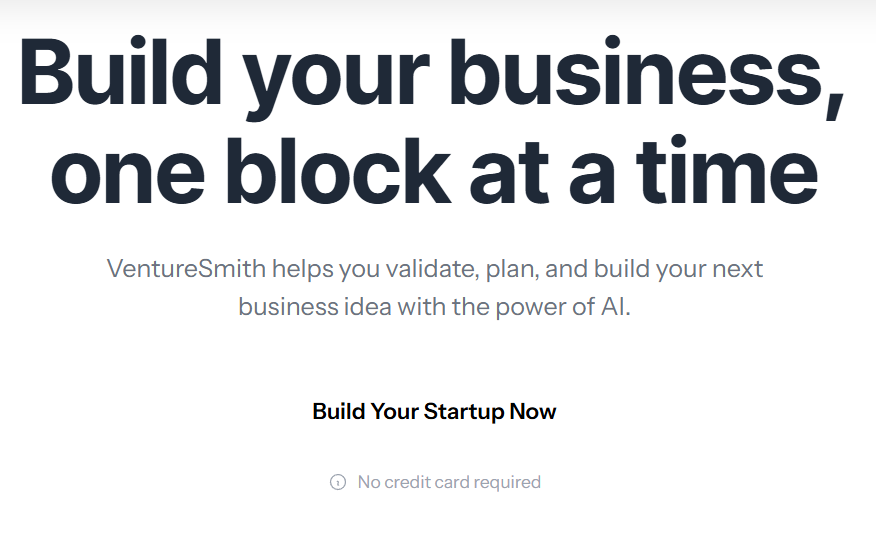 Build your business,
one block at a time
VentureSmith helps you validate, plan, and build your next
business idea with the power of AI.
Build Your Startup Now
No credit card required